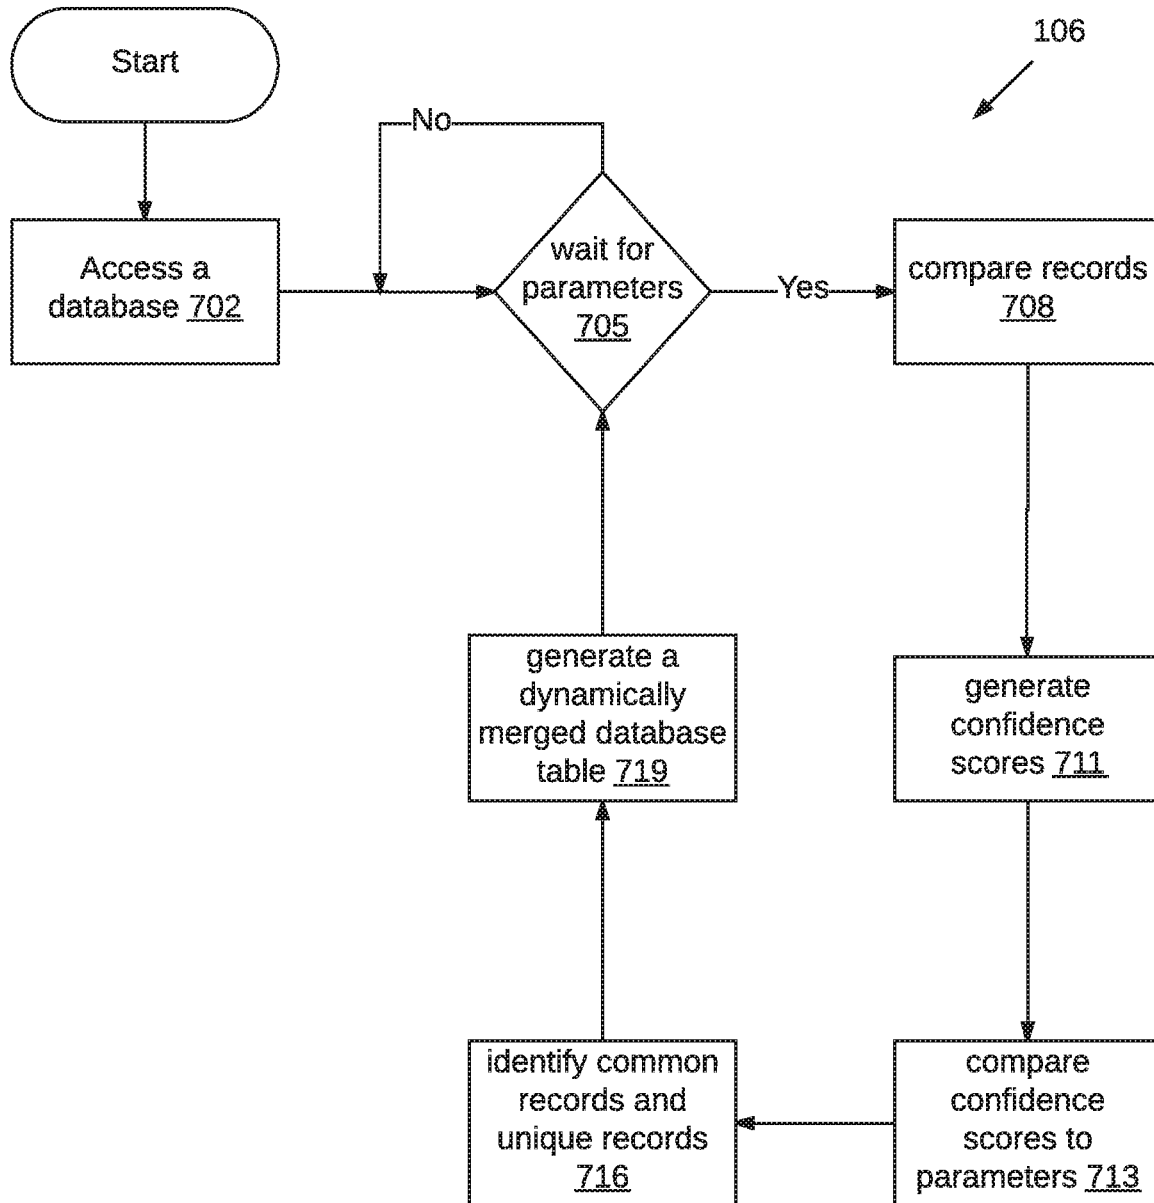 Start
106
No
Access a
database 702
wait for
parameters
705
Yes
compare records
708
generate a
dynamically
merged database
table 719
generate
confidence
scores 711
identify common
records and
unique records
716
compare
confidence
scores to
parameters 713